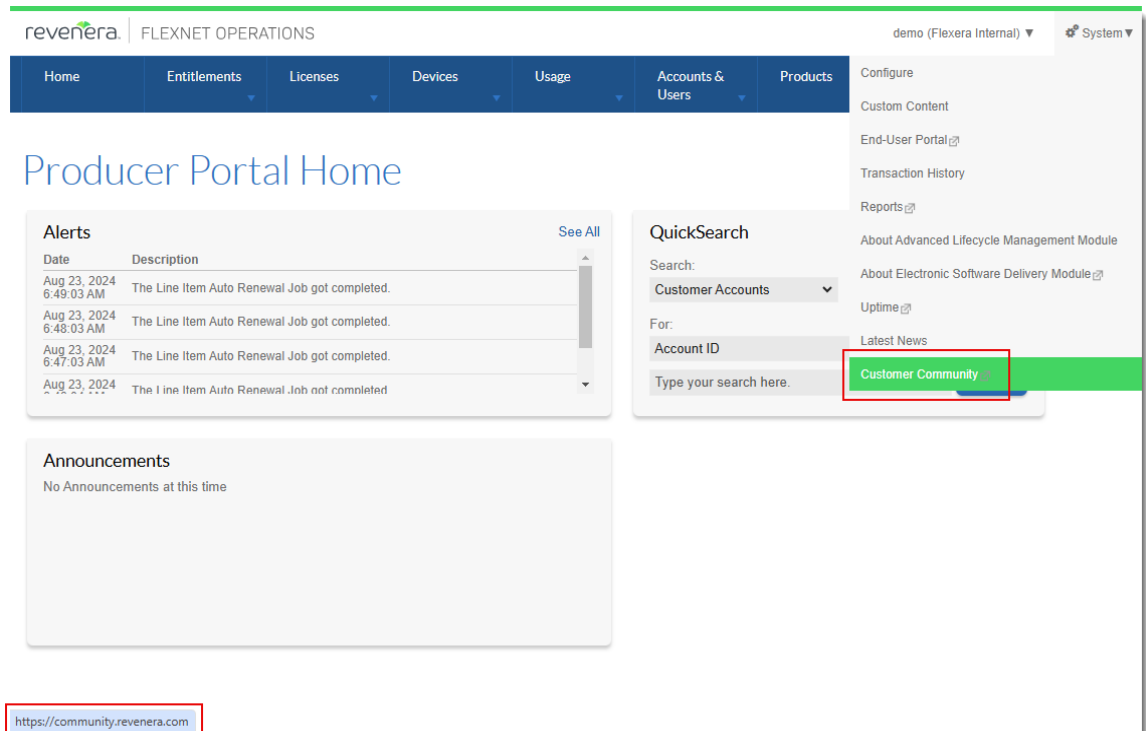 revenera. FLEXNET OPERATIONS
demo (Flexera Internal) ▼ System▼
Home Entitlements Licenses Devices Usage Accounts & Users Products
Configure
Custom Content
End-User Portal
Transaction History
Reports
About Advanced Lifecycle Management Module
About Electronic Software Delivery Module
Uptime
Latest News
Customer Community
Producer Portal Home
Alerts See All
Date Description
Aug 23, 2024
6:49:03 AM The Line Item Auto Renewal Job got completed.
Aug 23, 2024
6:48:03 AM The Line Item Auto Renewal Job got completed.
Aug 23, 2024
6:47:03 AM The Line Item Auto Renewal Job got completed.
Aug 23, 2024 The Line Item Auto Renewal Job got completed
QuickSearch
Search:
Customer Accounts
For:
Account ID
Type your search here.
Announcements
No Announcements at this time
https://community.revenera.com